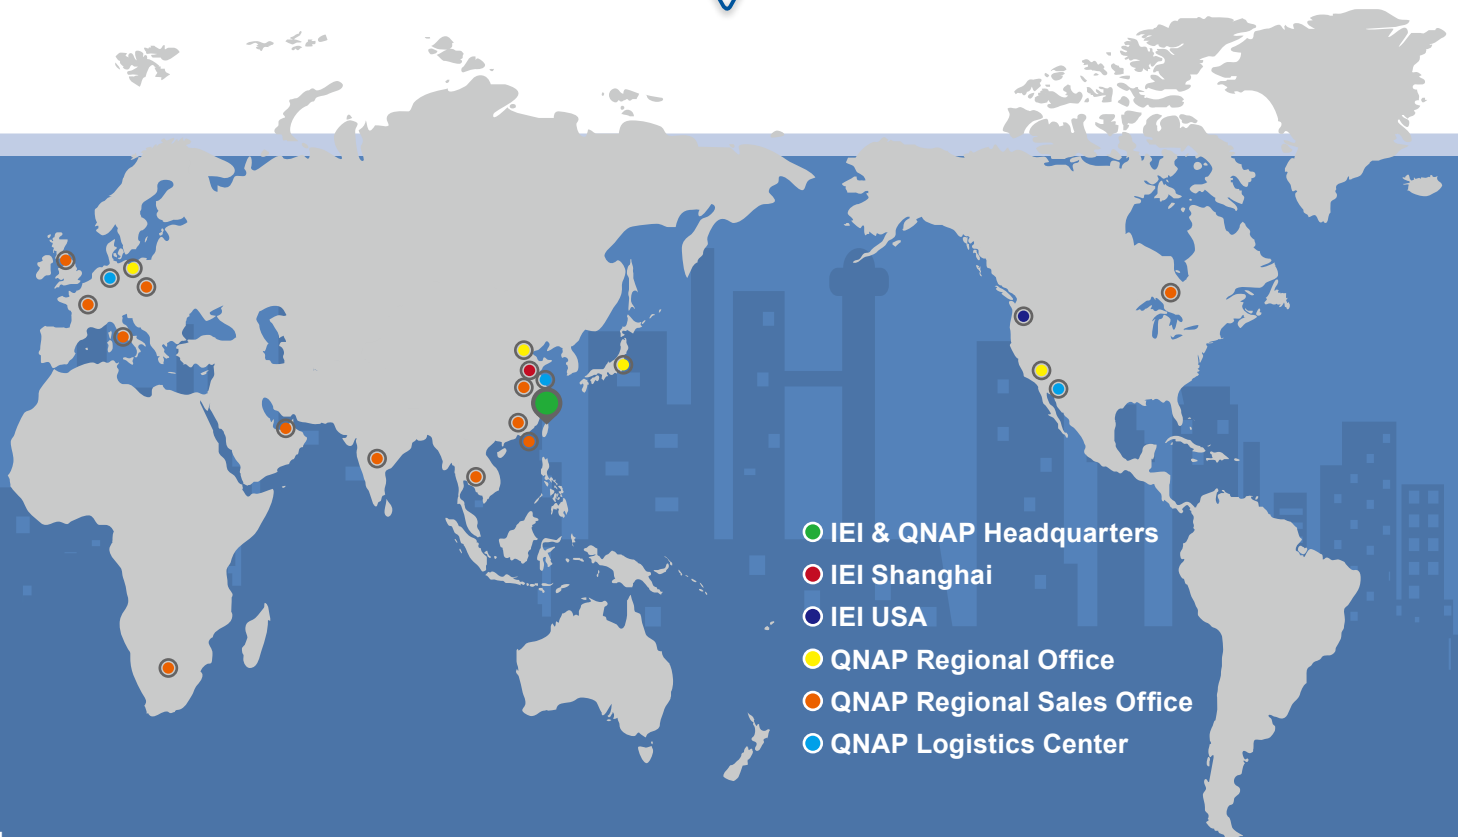 IEI & QNAP Headquarters
IEI Shanghai
IEI USA
QNAP Regional Office
QNAP Regional Sales Office
QNAP Logistics Center